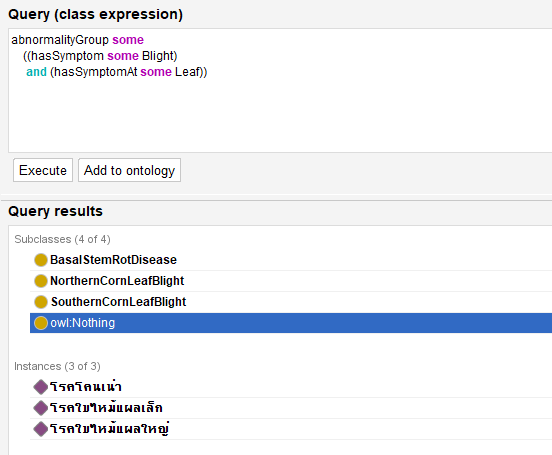 Query (class expression)
abnormalityGroup some
((hasSymptom some Blight)
and (hasSymptomAt some Leaf))
Execute
Add to ontology
Query results
Subclasses (4 of 4)
BasalStemRotDisease
NorthernCornLeafBlight
SouthernCornLeafBlight
owl:Nothing
Instances (3 of 3)
โรคโคนเน่า
โรคใบไหม้แผลเล็ก
โรคใบไหม้แผลใหญ่